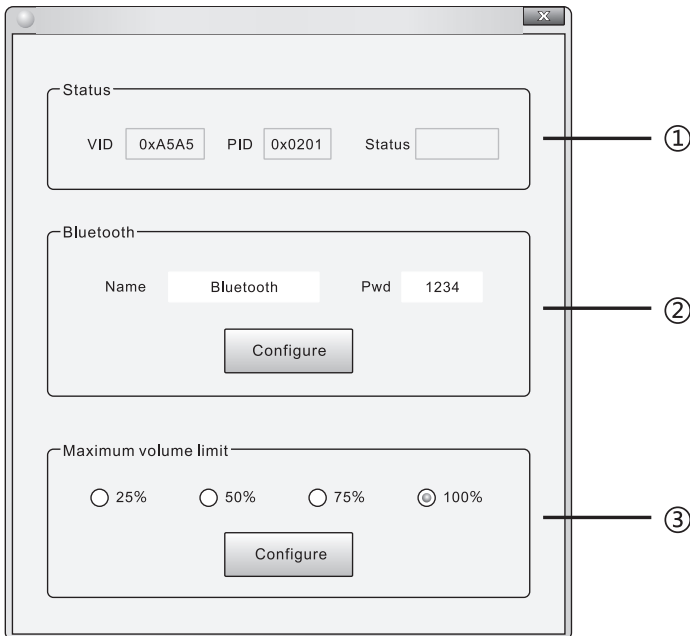 X
Status
VID 0xA5A5 PID 0x0201 Status
①
Bluetooth
Name Bluetooth Pwd 1234
②
Configure
Maximum volume limit
25% 50% 75% 100%
③
Configure